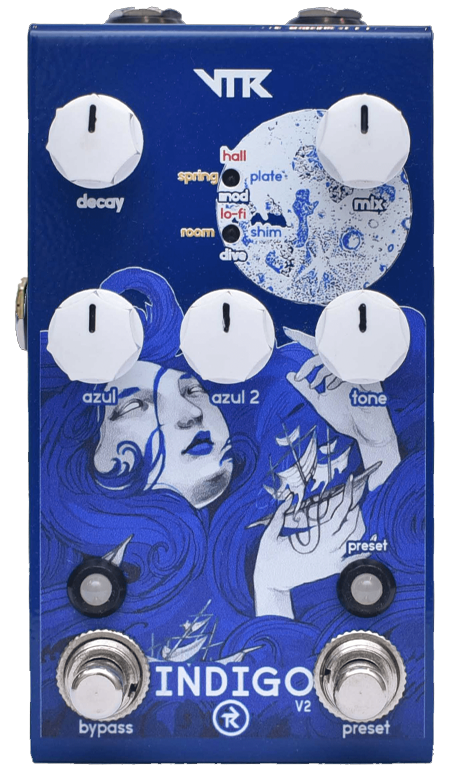 VTR
hall
spring plate
mod
decay mix
lo-fi
room shim
dive
azul azul 2 tone
preset
INDIGO
V2
bypass preset